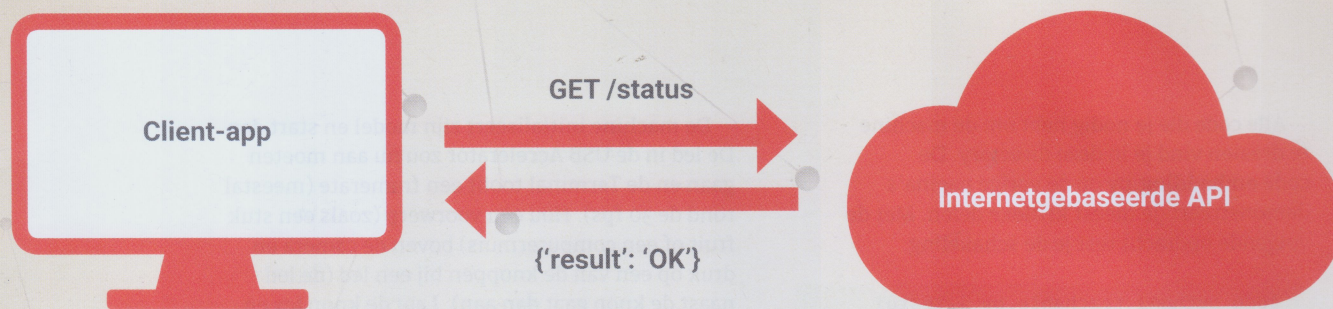 GET /status
Client-app
Internetgebaseerde API
{‘result’: ‘OK’}